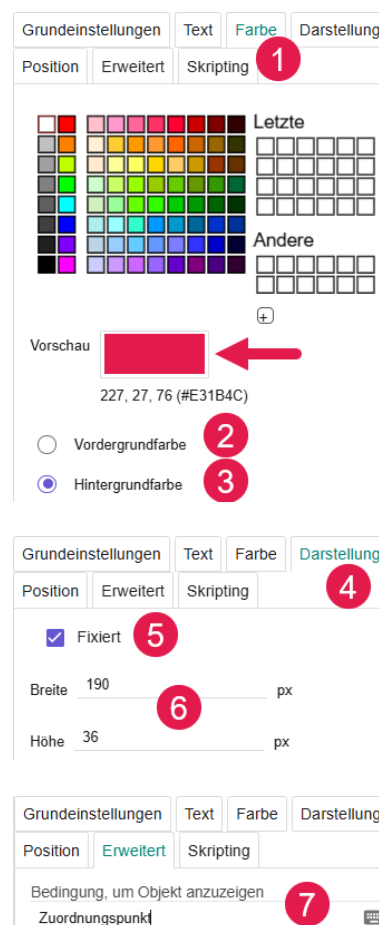 Grundeinstellungen Text Farbe Darstellung
Position Erweitert Skripting 1
Letzte
Andere
+
Vorschau
227, 27, 76 (#E31B4C)
Vordergrundfarbe 2
Hintergrundfarbe 3
Grundeinstellungen Text Farbe Darstellung
Position Erweitert Skripting 4
Fixiert 5
Breite 190 px
6
Höhe 36 px
Grundeinstellungen Text Farbe Darstellung
Position Erweitert Skripting
Bedingung, um Objekt anzuzeigen
7
Zuordnungspunkt